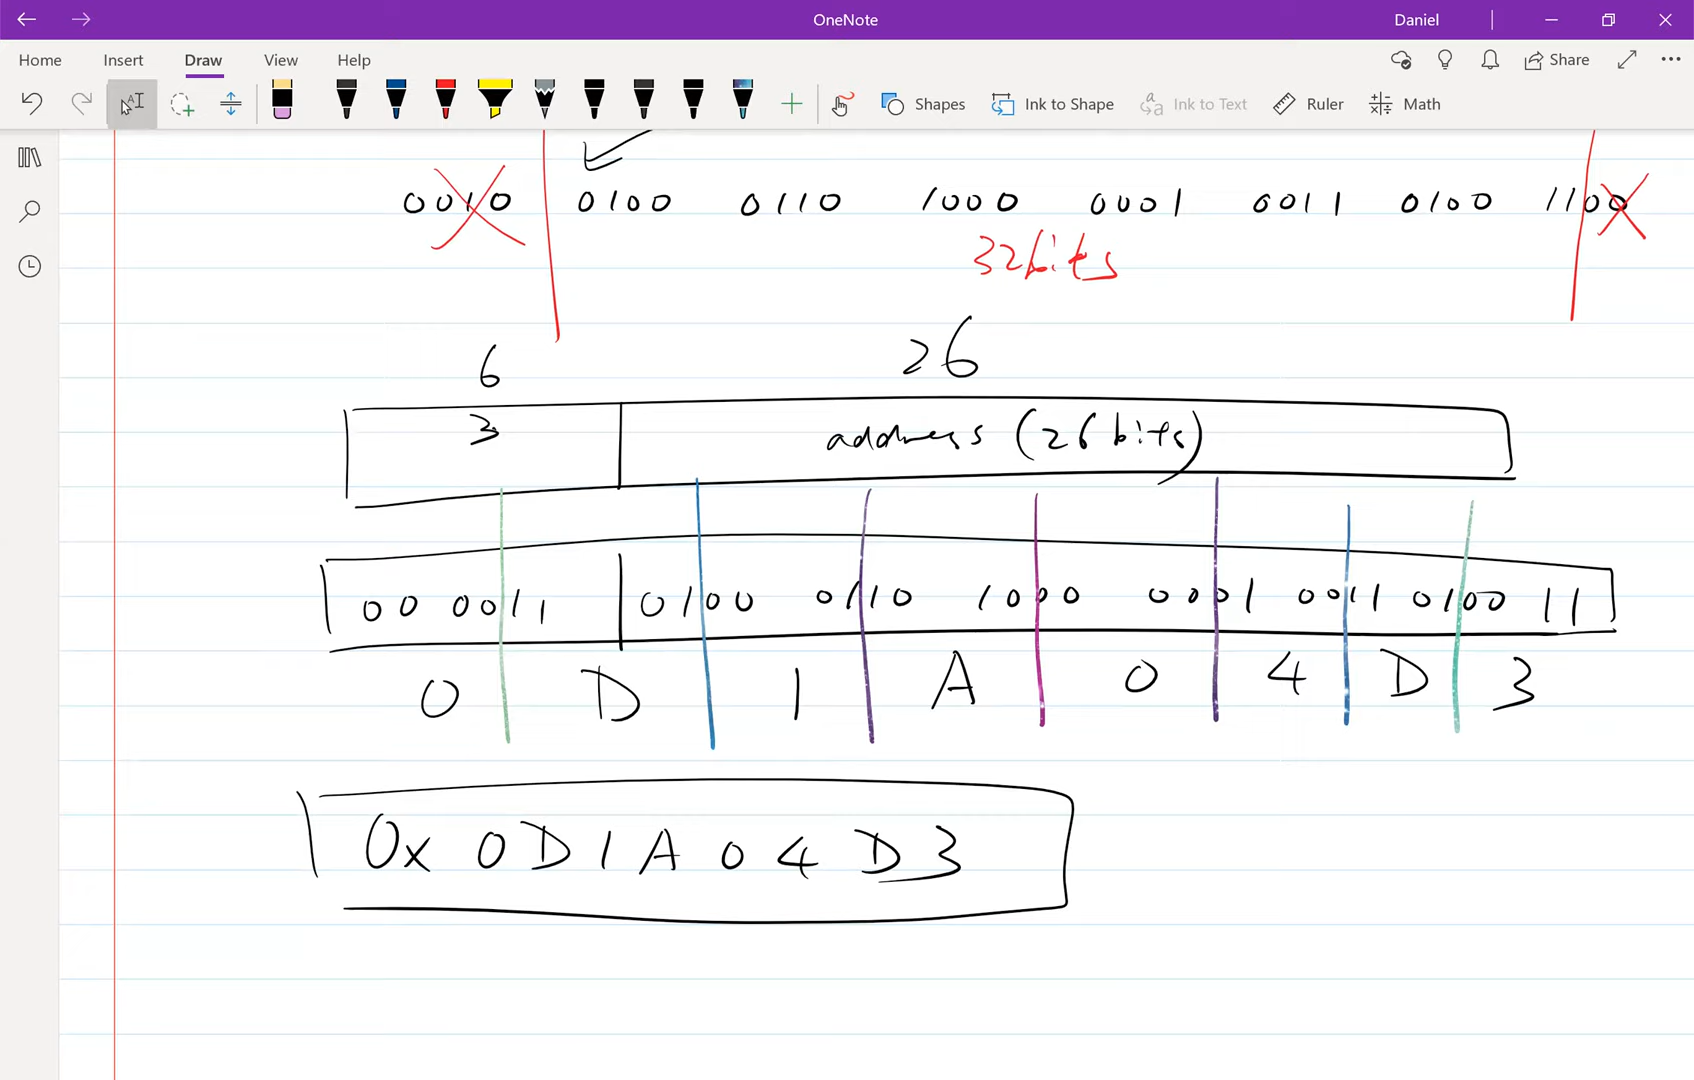 OneNote
Daniel
Home Insert Draw View Help
Share
Shapes Ink to Shape Ink to Text Ruler Math
0010 0100 0110 1000 0001 0011 0100 1100
32bits
6 26
3 address (26 bits)
00 0011 0100 0110 1000 0001 0011 0100 11
0 D 1 A 0 4 D 3
0x 0D1A04D3